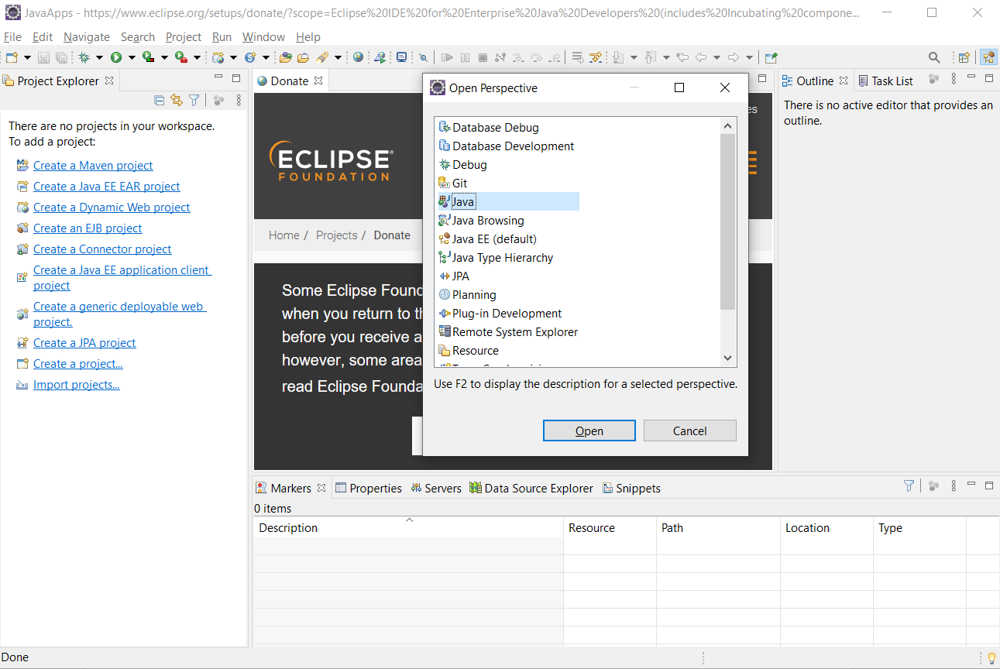 JavaApps - https://www.eclipse.org/setups/donate/?scope=Eclipse%20IDE%20for%20Enterprise%20Java%20Developers%20(includes%20Incubating%20compone...
File Edit Navigate Search Project Run Window Help
Project Explorer
There are no projects in your workspace.
To add a project:
Create a Maven project
Create a Java EE EAR project
Create a Dynamic Web project
Create an EJB project
Create a Connector project
Create a Java EE application client
project
Create a generic deployable web
project.
Create a JPA project
Create a project...
Import projects...
Donate
ECLIPSE®
FOUNDATION
es
Home / Projects / Donate
Some Eclipse Found
when you return to th
before you receive a
however, some area
read Eclipse Founda
Open Perspective
Database Debug
Database Development
Debug
Git
Java
Java Browsing
Java EE (default)
Java Type Hierarchy
JPA
Planning
Plug-in Development
Remote System Explorer
Resource
Use F2 to display the description for a selected perspective.
Open Cancel
Outline Task List
There is no active editor that provides an
outline.
Markers Properties Servers Data Source Explorer Snippets
0 items
Description Resource Path Location Type
Done